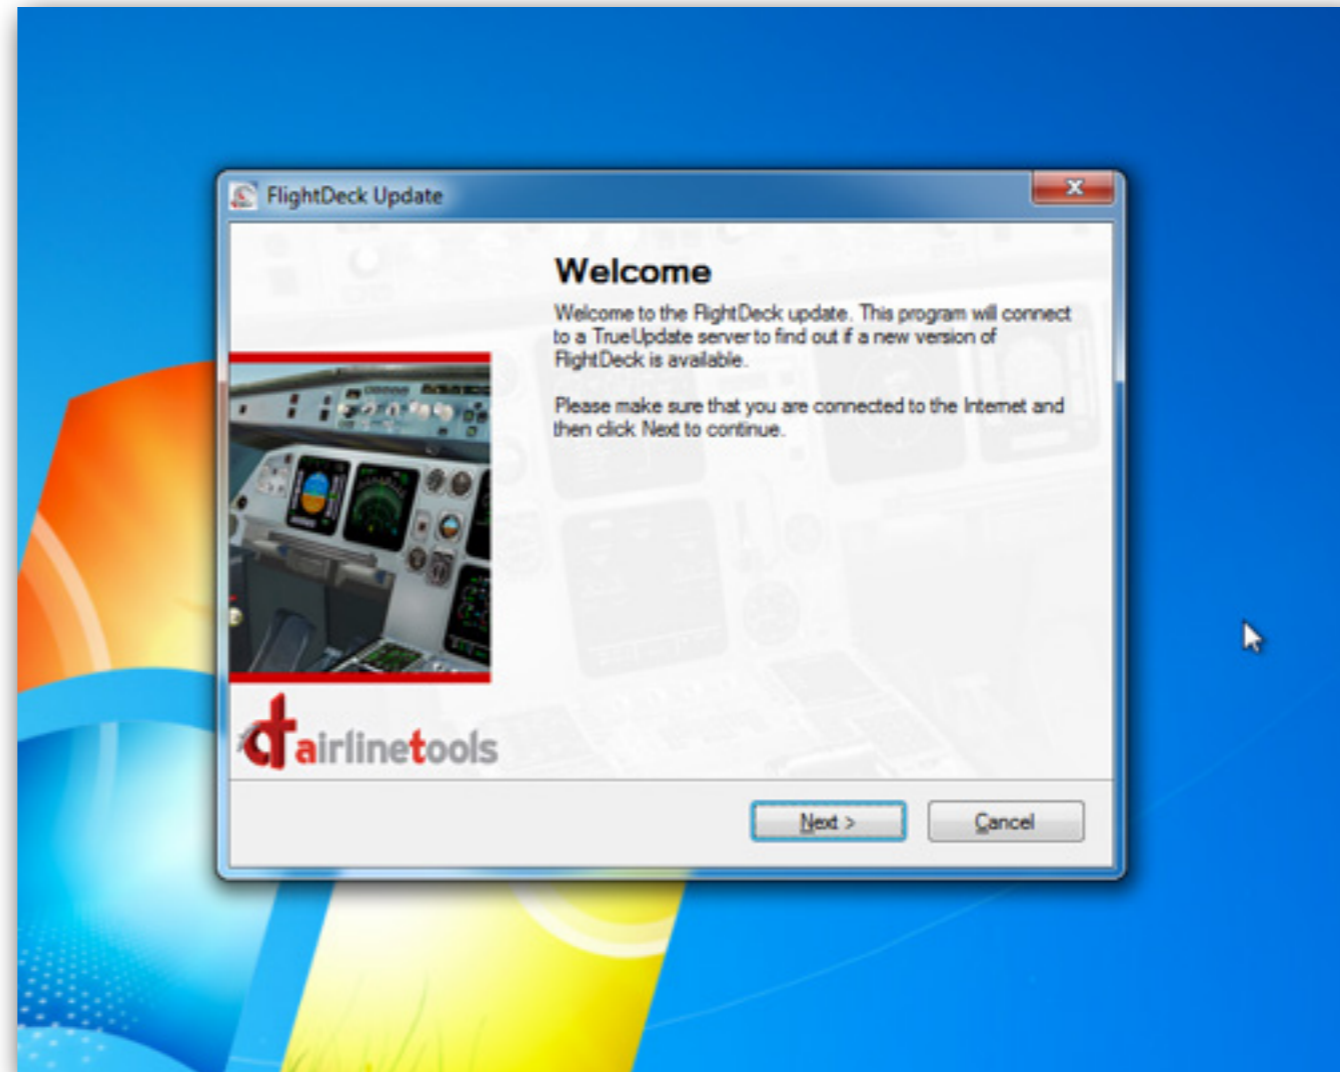 FlightDeck Update
Welcome
Welcome to the FlightDeck update. This program will connect
to a TrueUpdate server to find out if a new version of
FlightDeck is available.
Please make sure that you are connected to the Internet and
then click Next to continue.
airlinetools
Next >
Cancel